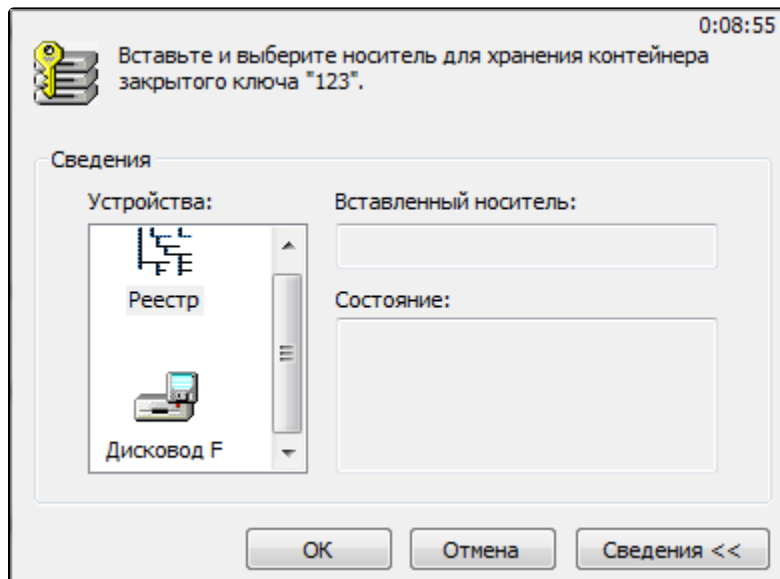 0:08:55
Вставьте и выберите носитель для хранения контейнера
закрытого ключа "123".
Сведения
Устройства:
Вставленный носитель:
Реестр
Состояние:
Дисковод F
ОК
Отмена
Сведения <<